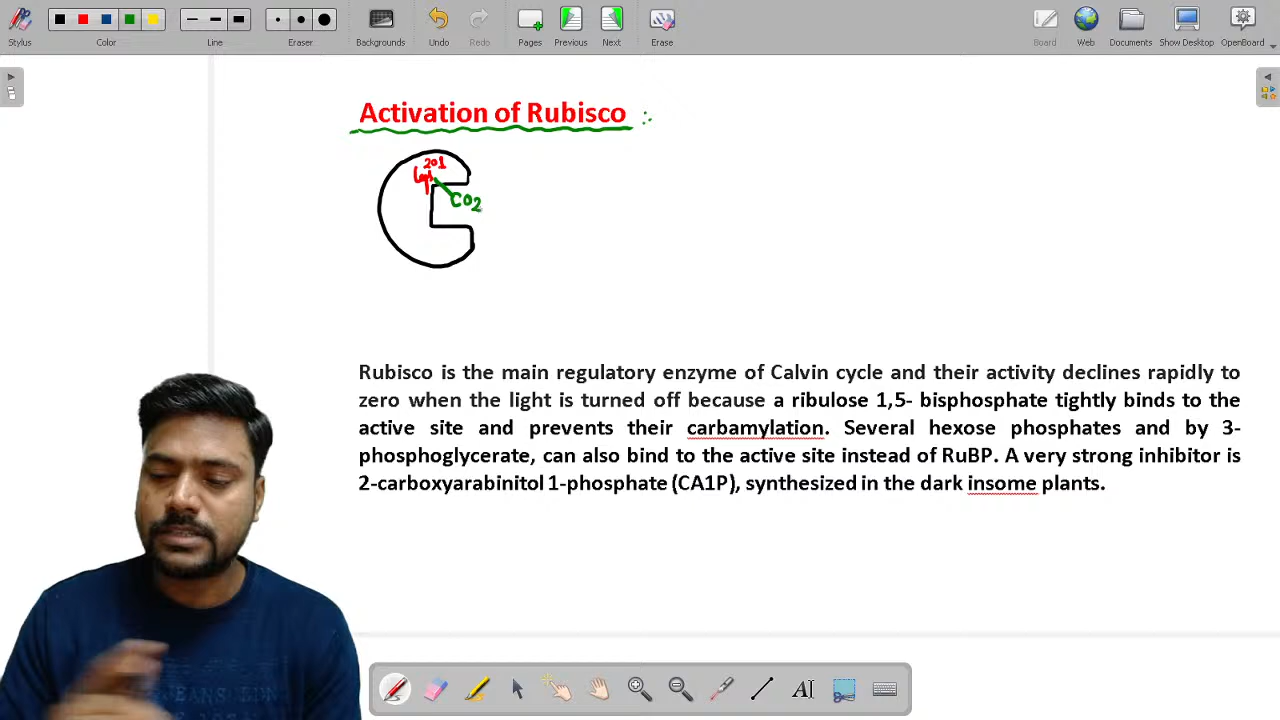 Stylus
Color
Line
Eraser
Backgrounds
Undo
Redo
Pages
Previous
Next
Erase
Board
Web
Documents
Show Desktop
OpenBoard
Activation of Rubisco :
201
Lys
CO2
Rubisco is the main regulatory enzyme of Calvin cycle and their activity declines rapidly to
zero when the light is turned off because a ribulose 1,5- bisphosphate tightly binds to the
active site and prevents their carbamylation. Several hexose phosphates and by 3-
phosphoglycerate, can also bind to the active site instead of RuBP. A very strong inhibitor is
2-carboxyarabinitol 1-phosphate (CA1P), synthesized in the dark insome plants.